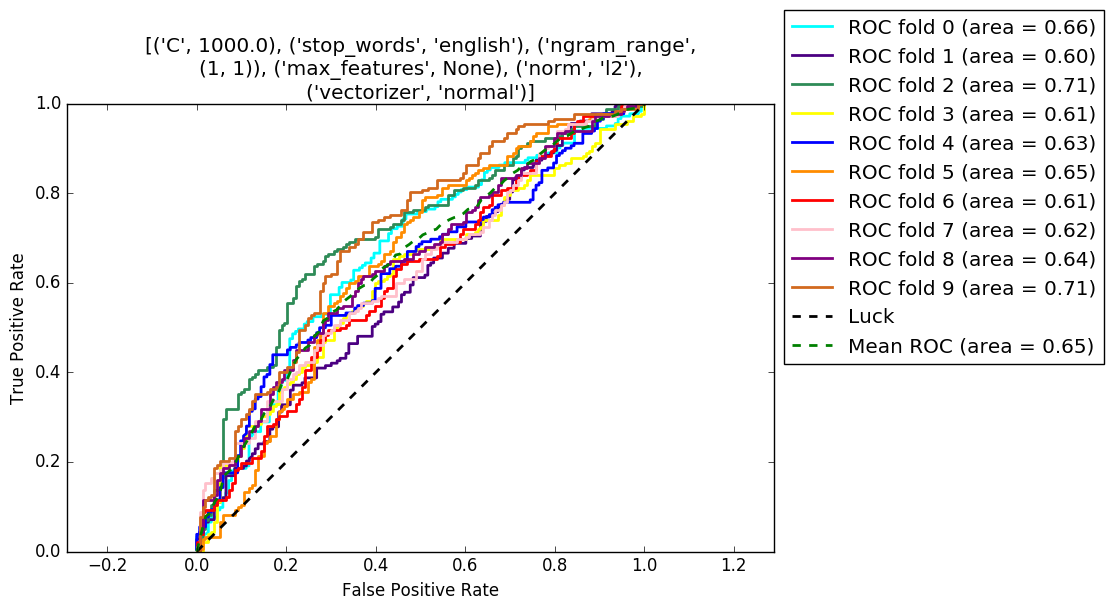 [('C', 1000.0), ('stop_words', 'english'), ('ngram_range',
(1, 1)), ('max_features', None), ('norm', 'l2'),
('vectorizer', 'normal')]
1.0
0.8
0.6
0.4
0.2
0.0
True Positive Rate
−0.2
0.0
0.2
0.4
0.6
0.8
1.0
1.2
False Positive Rate
ROC fold 0 (area = 0.66)
ROC fold 1 (area = 0.60)
ROC fold 2 (area = 0.71)
ROC fold 3 (area = 0.61)
ROC fold 4 (area = 0.63)
ROC fold 5 (area = 0.65)
ROC fold 6 (area = 0.61)
ROC fold 7 (area = 0.62)
ROC fold 8 (area = 0.64)
ROC fold 9 (area = 0.71)
Luck
Mean ROC (area = 0.65)